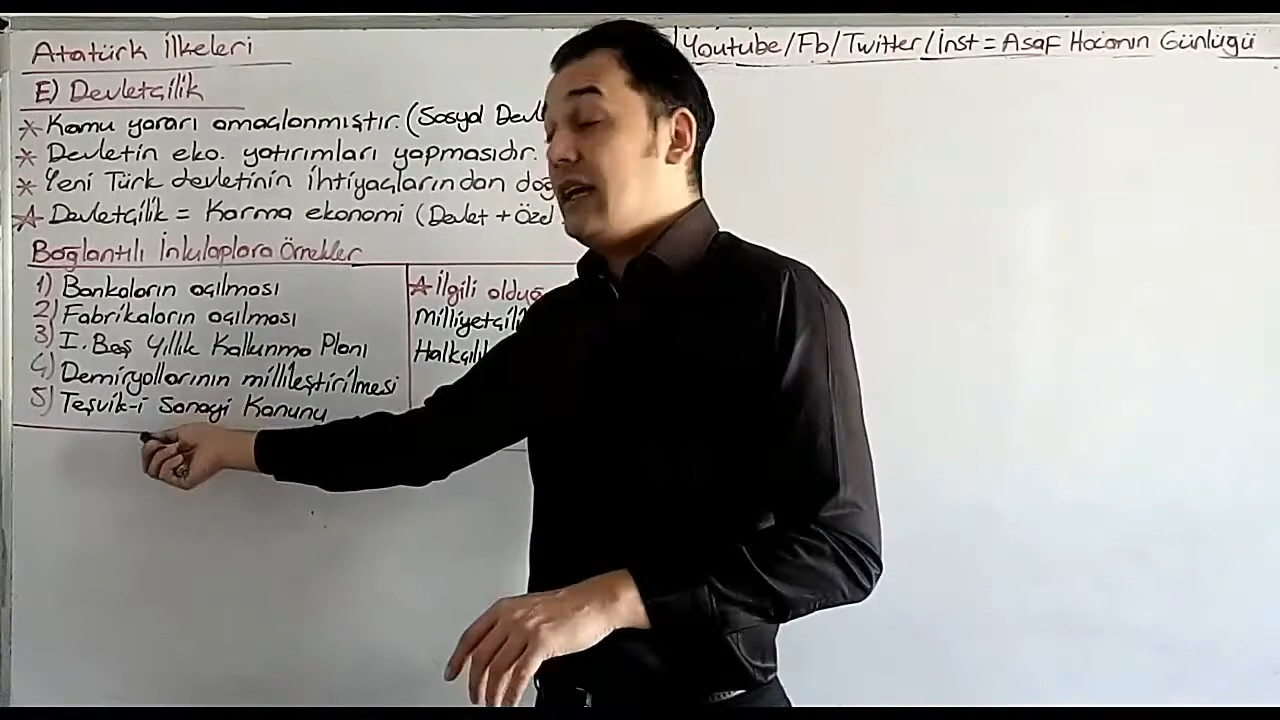 Atatürk İlkeleri
Youtube/Fb/Twitter/İnst = Asaf Hocanın Günlüğü
E) Devletçilik
* Kamu yararı amaçlanmıştır. (Sosyal Devl
* Devletin eko. yatırımları yapmasıdır.
* Yeni Türk devletinin ihtiyaçlarından doğ
* Devletçilik = Karma ekonomi (Devlet + Özel
Bağlantılı İnkılaplara Örnekler
1) Bankaların açılması
2) Fabrikaların açılması
3) I. Beş Yıllık Kalkınma Planı
4) Demiryollarının millileştirilmesi
5) Teşvik-i Sanayi Kanunu
* İlgili olduğ
Milliyetçilik
Halkçılık